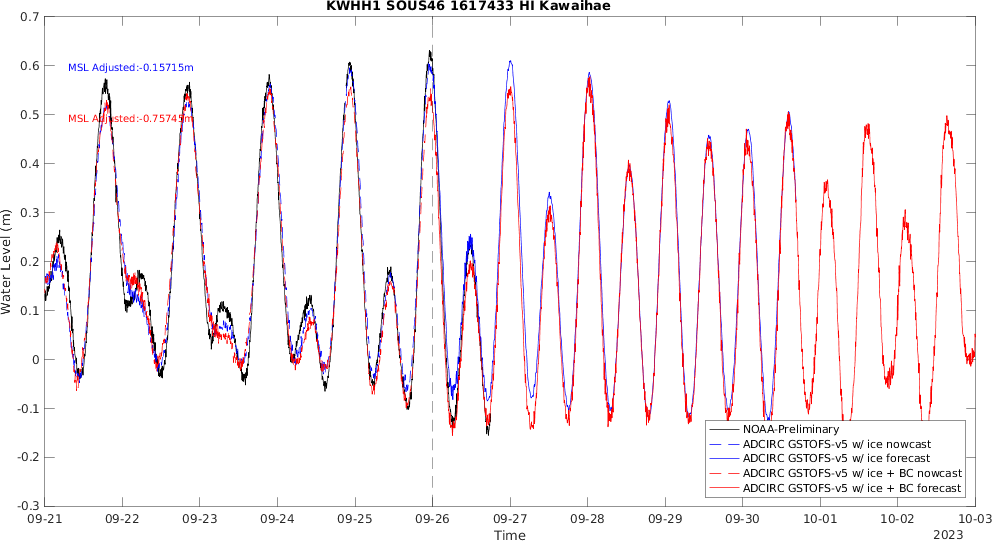 KWHH1 SOUS46 1617433 HI Kawaihae
0.7
0.6
0.5
0.4
0.3
0.2
0.1
0
-0.1
-0.2
-0.3
Water Level (m)
MSL Adjusted:-0.15715m
MSL Adjusted:-0.75745m
NOAA-Preliminary
ADCIRC GSTOFS-v5 w/ ice nowcast
ADCIRC GSTOFS-v5 w/ ice forecast
ADCIRC GSTOFS-v5 w/ ice + BC nowcast
ADCIRC GSTOFS-v5 w/ ice + BC forecast
09-21 09-22 09-23 09-24 09-25 09-26 09-27 09-28 09-29 09-30 10-01 10-02 10-03
Time
2023